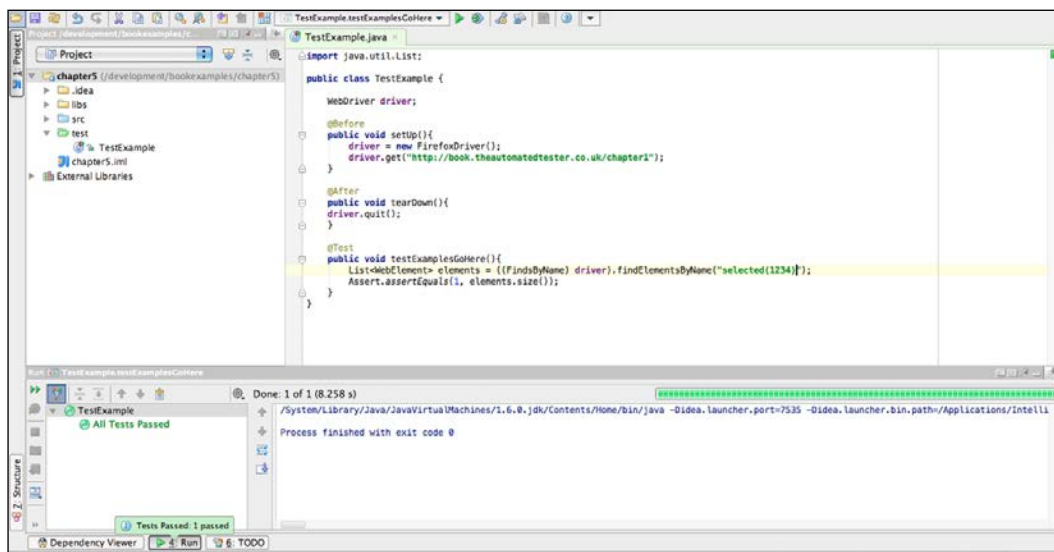 TestExample.testExamplesGoHere
Project
TestExample.java
1: Project
Project
chapter5 (/development/bookexamples/chapter5)
.idea
libs
src
test
TestExample
chapter5.iml
External Libraries
import java.util.List;
public class TestExample {
WebDriver driver;
@Before
public void setUp(){
driver = new FirefoxDriver();
driver.get("http://book.theautomatedtester.co.uk/chapter1");
}
@After
public void tearDown(){
driver.quit();
}
@Test
public void testExamplesGoHere(){
List<WebElement> elements = ((FindsByName) driver).findElementsByName("selected(1234)");
Assert.assertEquals(1, elements.size());
}
}
Run TestExample.testExamplesGoHere
Done: 1 of 1 (8.258 s)
TestExample
All Tests Passed
/System/Library/Java/JavaVirtualMachines/1.6.0.jdk/Contents/Home/bin/java -Didea.launcher.port=7535 -Didea.launcher.bin.path=/Applications/Intelli
Process finished with exit code 0
7: Structure
Tests Passed: 1 passed
Dependency Viewer
4: Run
6: TODO